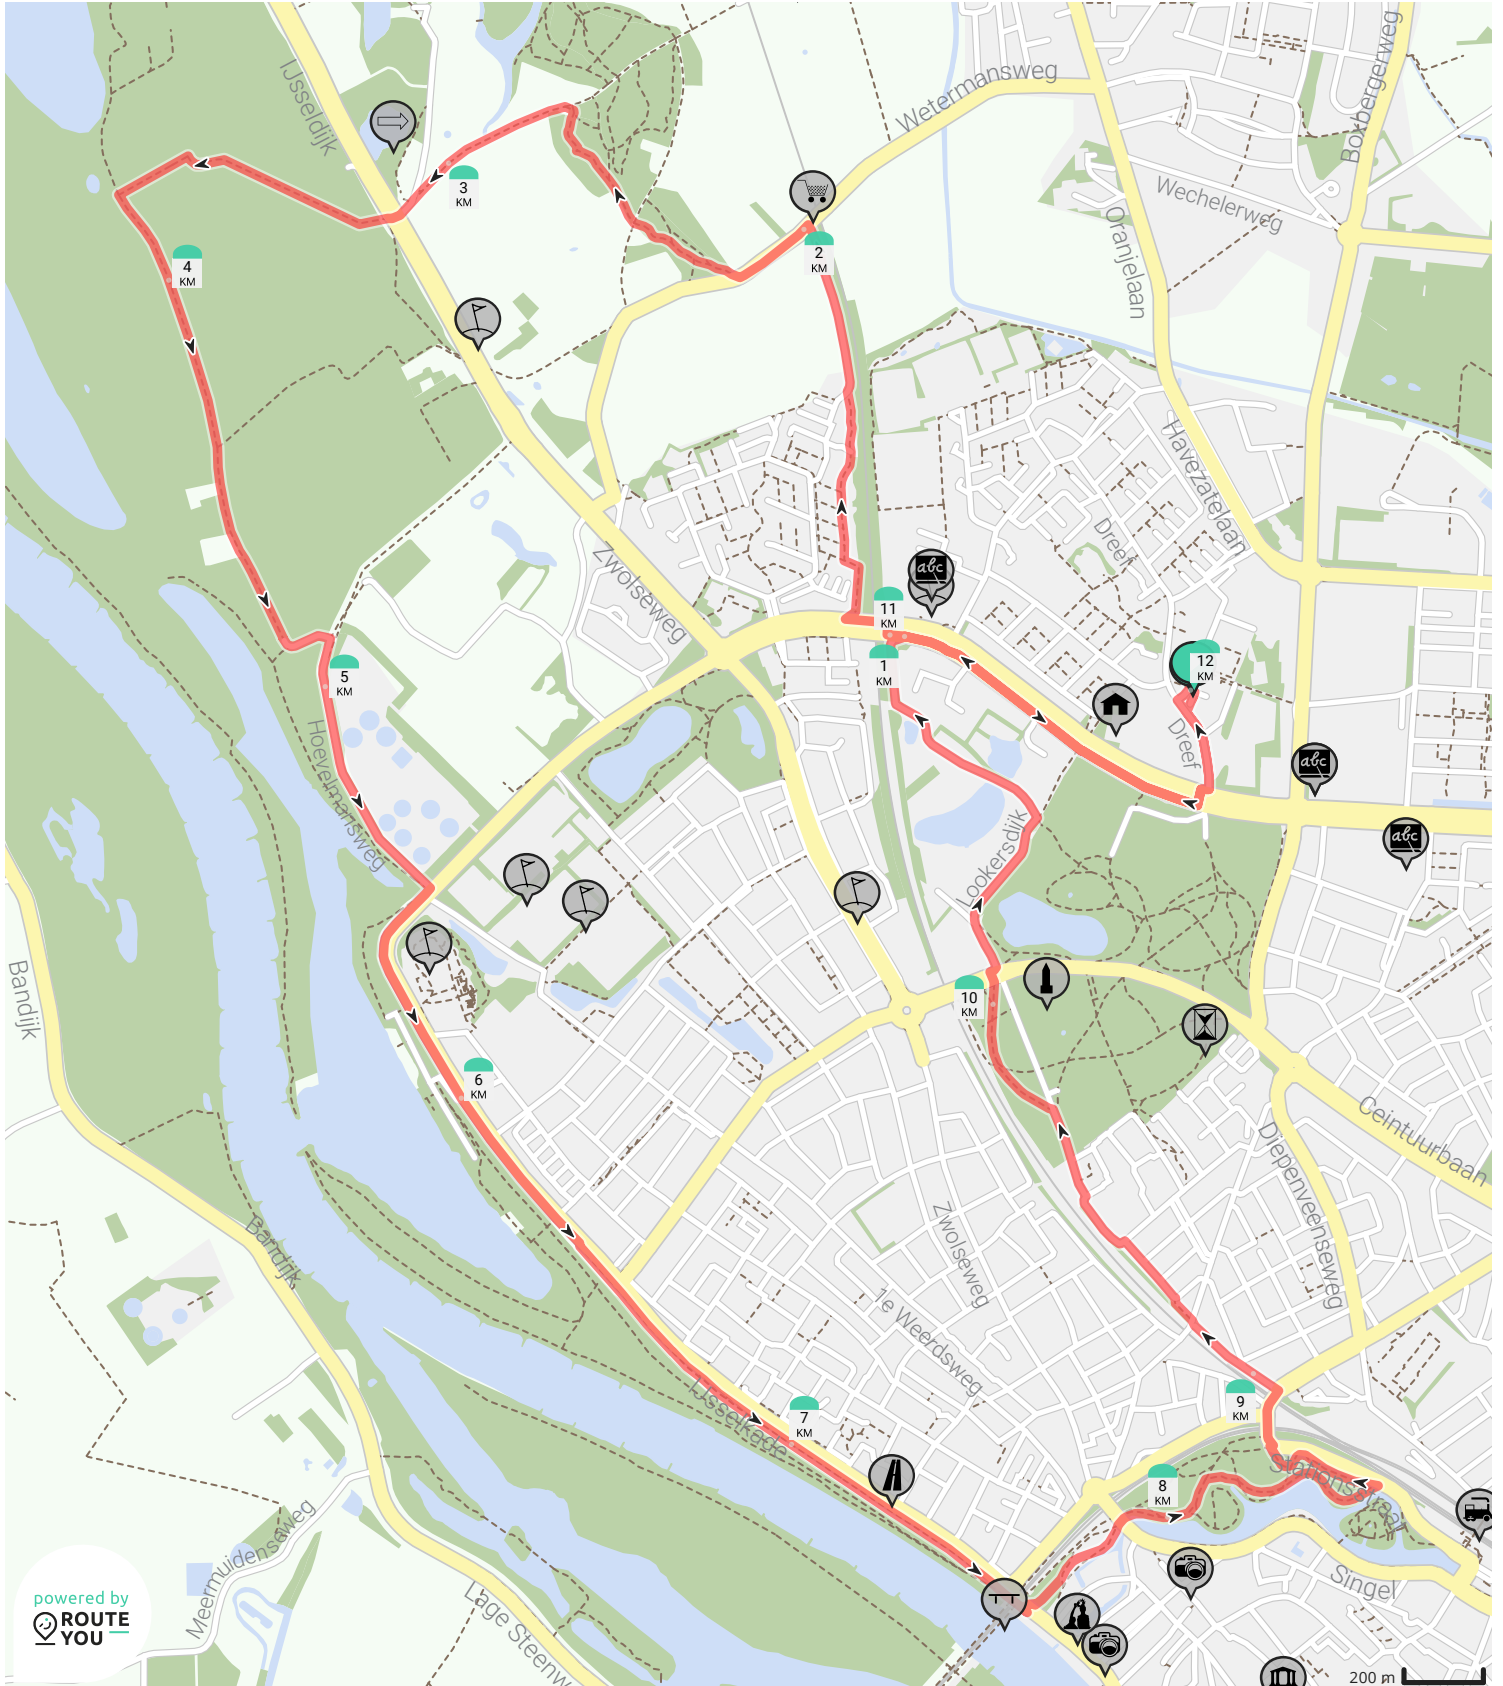 Wetermansweg
Boxbergerweg
IJsseldijk
3
KM
Wechelerweg
Oranjelaan
2
KM
4
KM
Havezatelaan
Dreef
Zwolseweg
abc
11
KM
1
KM
12
KM
5
KM
Dreef
Hoevelmansweg
abc
abc
Lookersdijk
Bandijk
10
KM
6
KM
Ceintuurbaan
Diepenveenseweg
Zwolseweg
Bandijk
1e Weerdsweg
IJsselkade
7
KM
9
KM
Stationsstraat
8
KM
Meermuidenseweg
Singel
Lage Steenw
powered by
ROUTE
YOU
200 m